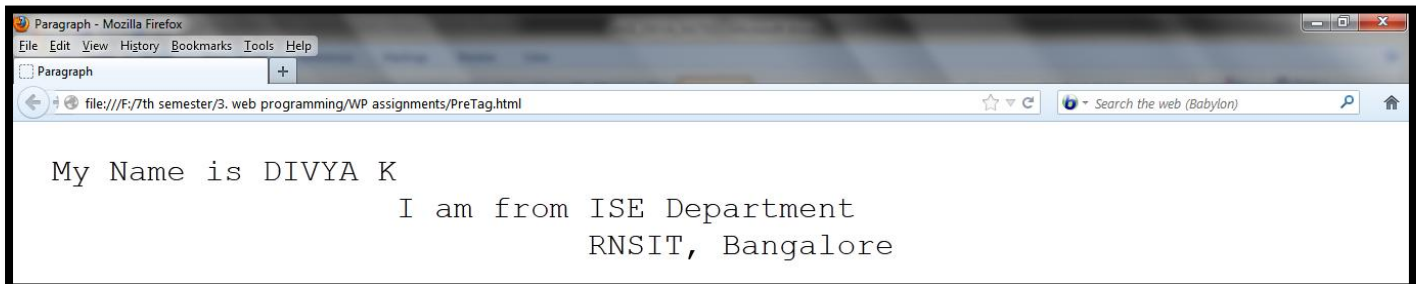 Paragraph - Mozilla Firefox
File Edit View History Bookmarks Tools Help
Paragraph +
file:///F:/7th semester/3. web programming/WP assignments/PreTag.html Search the web (Babylon)
My Name is DIVYA K
I am from ISE Department
RNSIT, Bangalore